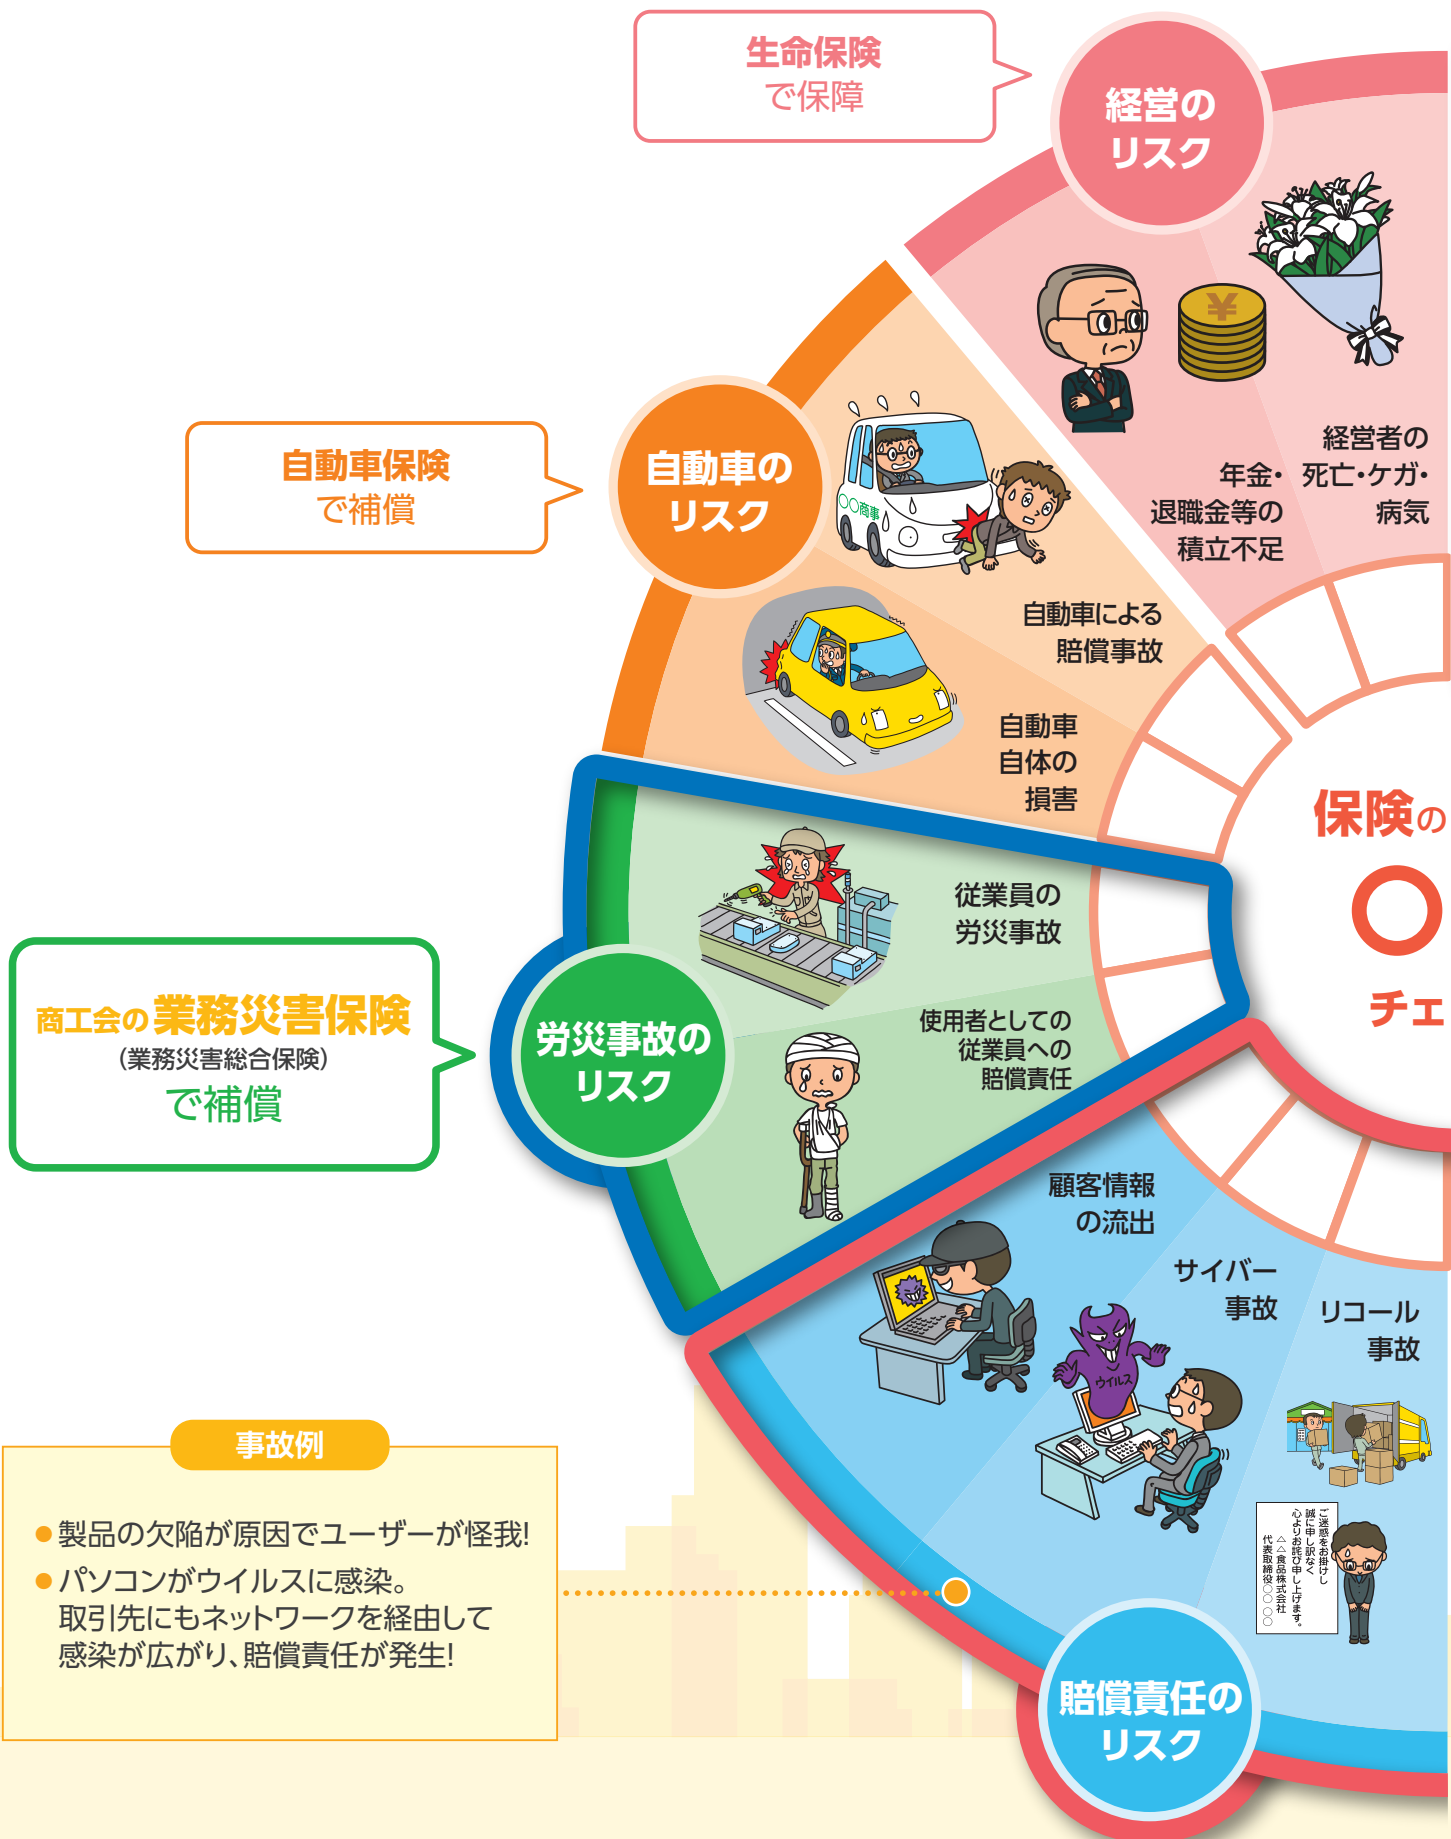 生命保険
で保障
経営の
リスク
経営者の
死亡・ケガ・
病気
年金・
退職金等の
積立不足
自動車保険
で補償
自動車の
リスク
〇〇商事
自動車による
賠償事故
自動車
自体の
損害
保険の
〇
チェ
商工会の業務災害保険
(業務災害総合保険)
で補償
労災事故の
リスク
従業員の
労災事故
使用者としての
従業員への
賠償責任
顧客情報
の流出
サイバー
事故
ウイルス
リコール
事故
ご迷惑をお掛けし
誠に申し訳なく
心よりお詫び申し上げます。
△△食品株式会社
代表取締役〇〇 〇〇
賠償責任の
リスク
事故例
●製品の欠陥が原因でユーザーが怪我!
●パソコンがウイルスに感染。
取引先にもネットワークを経由して
感染が広がり、賠償責任が発生!